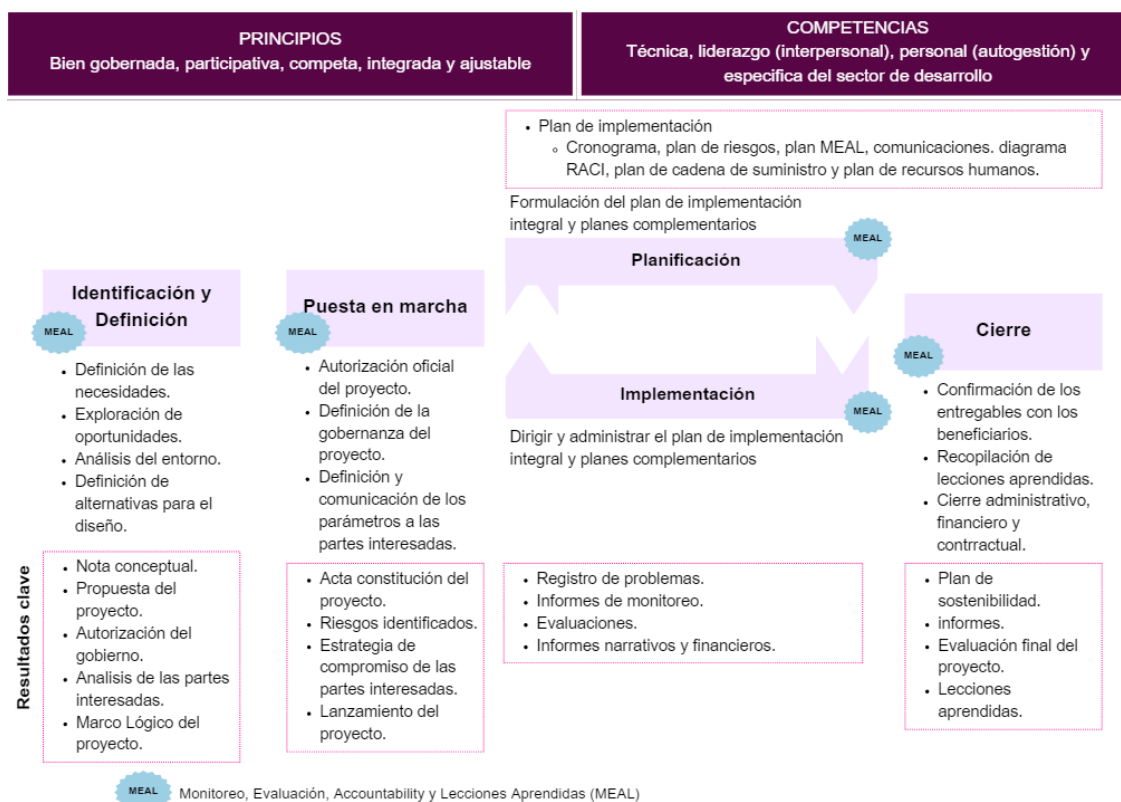 PRINCIPIOS
Bien gobernada, participativa, competa, integrada y ajustable
COMPETENCIAS
Técnica, liderazgo (interpersonal), personal (autogestión) y
especifica del sector de desarrollo
• Plan de implementación
◦ Cronograma, plan de riesgos, plan MEAL, comunicaciones. diagrama
RACI, plan de cadena de suministro y plan de recursos humanos.
Formulación del plan de implementación
integral y planes complementarios
MEAL
Planificación
Identificación y
Definición
MEAL
• Definición de las
necesidades.
• Exploración de
oportunidades.
• Análisis del entorno.
• Definición de
alternativas para el
diseño.
Puesta en marcha
MEAL
• Autorización oficial
del proyecto.
• Definición de la
gobernanza del
proyecto.
• Definición y
comunicación de los
parámetros a las
partes interesadas.
Implementación
MEAL
Dirigir y administrar el plan de implementación
integral y planes complementarios
Cierre
MEAL
• Confirmación de los
entregables con los
beneficiarios.
• Recopilación de
lecciones aprendidas.
• Cierre administrativo,
financiero y
contrractual.
Resultados clave
• Nota conceptual.
• Propuesta del
proyecto.
• Autorización del
gobierno.
• Analisis de las partes
interesadas.
• Marco Lógico del
proyecto.
• Acta constitución del
proyecto.
• Riesgos identificados.
• Estrategia de
compromiso de las
partes interesadas.
• Lanzamiento del
proyecto.
• Registro de problemas.
• Informes de monitoreo.
• Evaluaciones.
• Informes narrativos y financieros.
• Plan de
sostenibilidad.
• informes.
• Evaluación final del
proyecto.
• Lecciones
aprendidas.
MEAL Monitoreo, Evaluación, Accountability y Lecciones Aprendidas (MEAL)